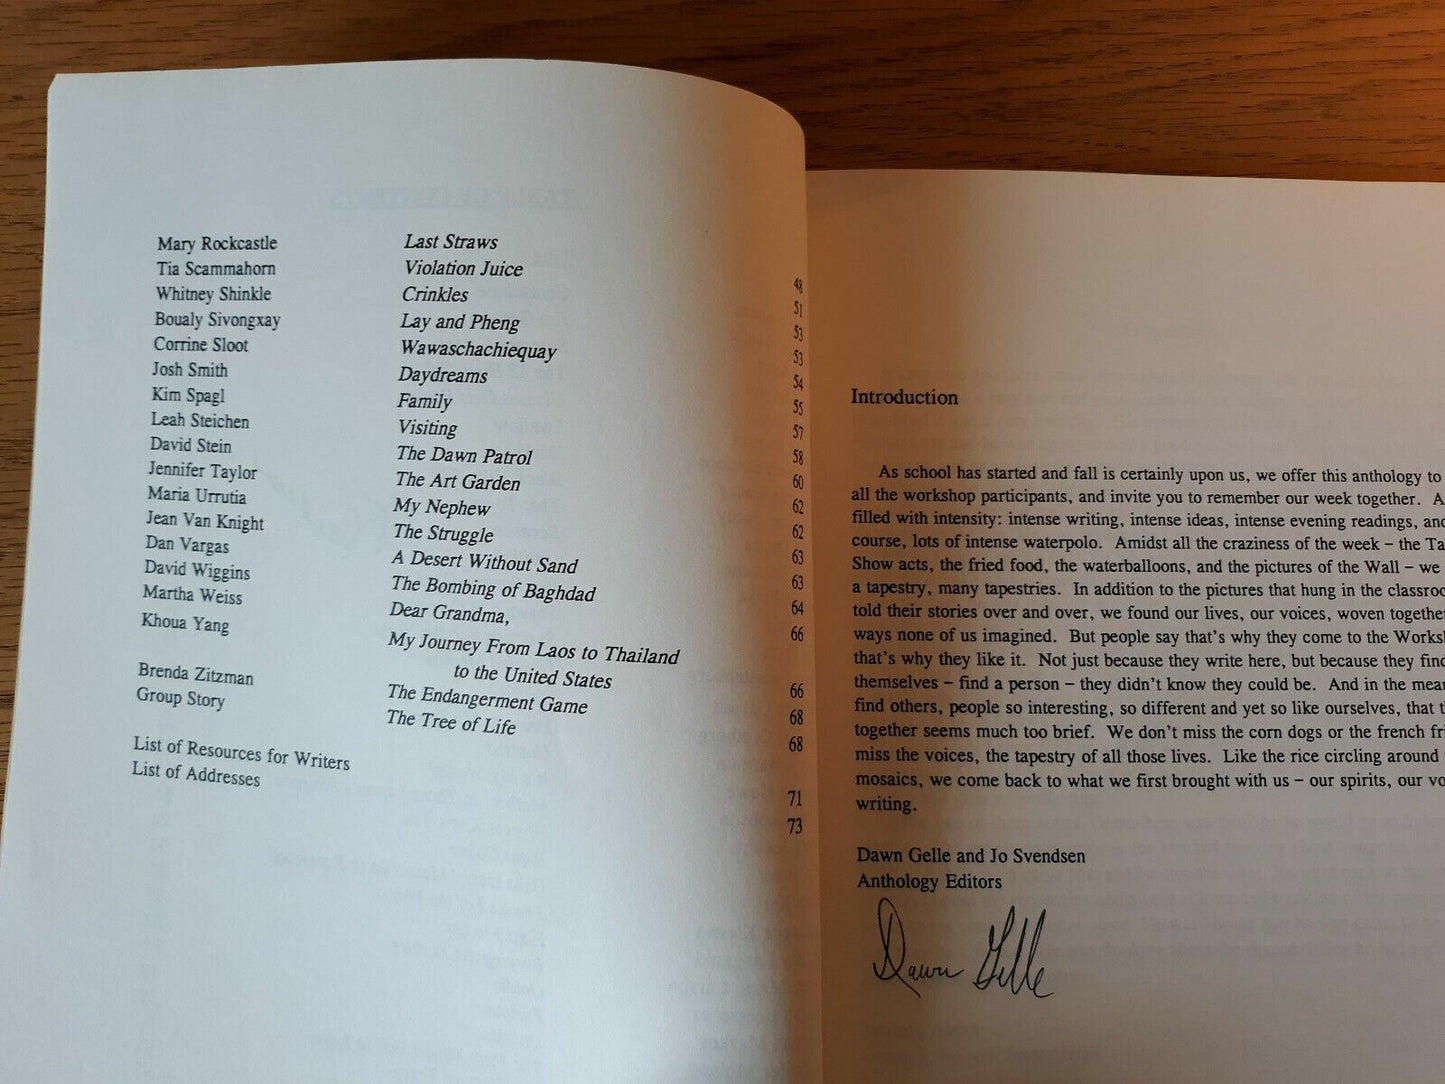 Mary Rockcastle Last Straws 48
Tia Scammahorn Violation Juice 51
Whitney Shinkle Crinkles 53
Boualy Sivongxay Lay and Pheng 53
Corrine Sloot Wawaschachiequay 54
Josh Smith Daydreams 55
Kim Spagl Family 57
Leah Steichen Visiting 58
David Stein The Dawn Patrol 60
Jennifer Taylor The Art Garden 62
Maria Urrutia My Nephew 62
Jean Van Knight The Struggle 63
Dan Vargas A Desert Without Sand 63
David Wiggins The Bombing of Baghdad 64
Martha Weiss Dear Grandma, 66
Khoua Yang My Journey From Laos to Thailand
to the United States 66
Brenda Zitzman The Endangerment Game 68
Group Story The Tree of Life 68
List of Resources for Writers 71
List of Addresses 73
Introduction
As school has started and fall is certainly upon us, we offer this anthology to
all the workshop participants, and invite you to remember our week together. A
filled with intensity: intense writing, intense ideas, intense evening readings, and
course, lots of intense waterpolo. Amidst all the craziness of the week – the Ta
Show acts, the fried food, the waterballoons, and the pictures of the Wall – we
a tapestry, many tapestries. In addition to the pictures that hung in the classroo
told their stories over and over, we found our lives, our voices, woven together
ways none of us imagined. But people say that's why they come to the Worksh
that's why they like it. Not just because they write here, but because they find
themselves – find a person – they didn't know they could be. And in the mean
find others, people so interesting, so different and yet so like ourselves, that t
together seems much too brief. We don't miss the corn dogs or the french fri
miss the voices, the tapestry of all those lives. Like the rice circling around
mosaics, we come back to what we first brought with us – our spirits, our vo
writing.
Dawn Gelle and Jo Svendsen
Anthology Editors
Dawn Gelle